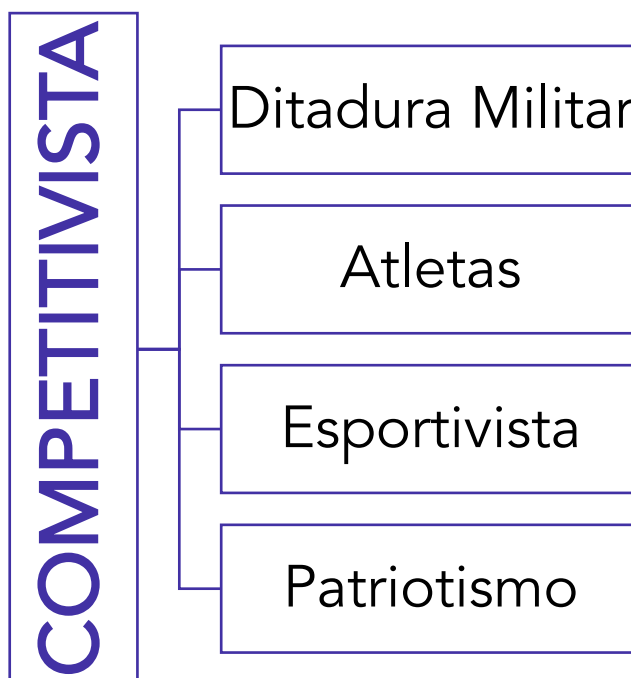 COMPETITIVISTA
Ditadura Militar
Atletas
Esportivista
Patriotismo